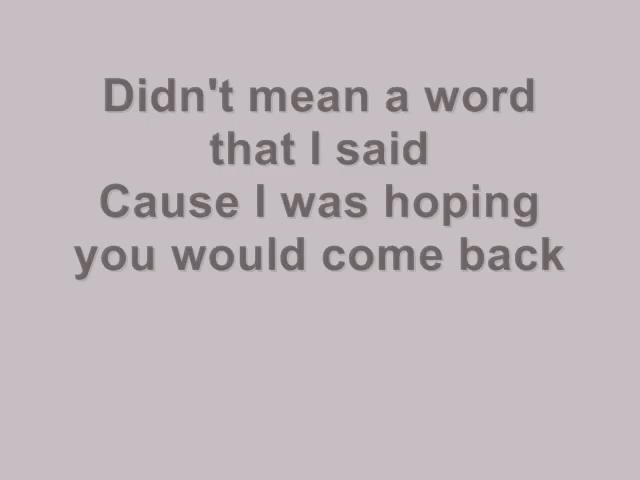 Didn't mean a word
that I said
Cause I was hoping
you would come back